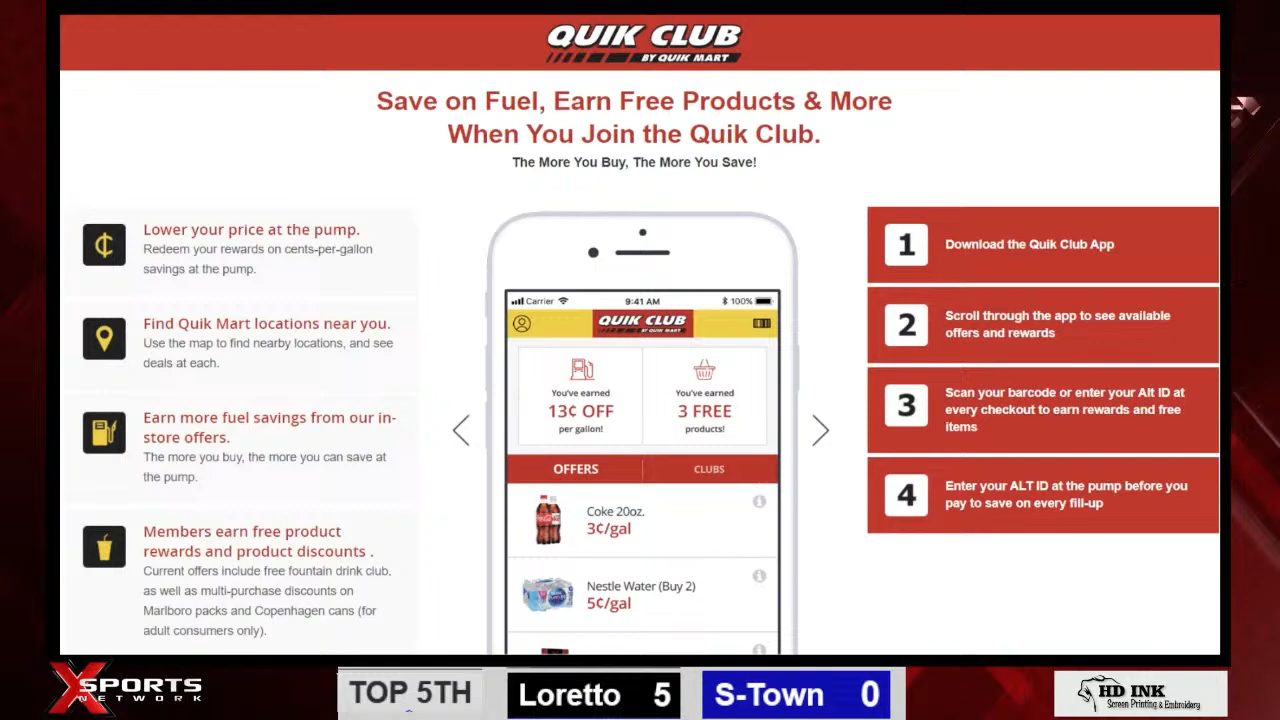 QUIK CLUB
BY QUIK MART
Save on Fuel, Earn Free Products & More
When You Join the Quik Club.
The More You Buy, The More You Save!
Lower your price at the pump.
Redeem your rewards on cents-per-gallon
savings at the pump.
Find Quik Mart locations near you.
Use the map to find nearby locations, and see
deals at each.
Earn more fuel savings from our in-
store offers.
The more you buy, the more you can save at
the pump.
Members earn free product
rewards and product discounts .
Current offers include free fountain drink club,
as well as multi-purchase discounts on
Marlboro packs and Copenhagen cans (for
adult consumers only).
Carrier 9:41 AM 100%
QUIK CLUB
BY QUIK MART
You've earned
13¢ OFF
per gallon!
You've earned
3 FREE
products!
OFFERS CLUBS
Coke 20oz.
3¢/gal
Nestle Water (Buy 2)
5¢/gal
1 Download the Quik Club App
2 Scroll through the app to see available
offers and rewards
3 Scan your barcode or enter your Alt ID at
every checkout to earn rewards and free
items
4 Enter your ALT ID at the pump before you
pay to save on every fill-up
XSPORTS
NETWORK
TOP 5TH
Loretto 5
S-Town 0
HD INK
Screen Printing & Embroidery